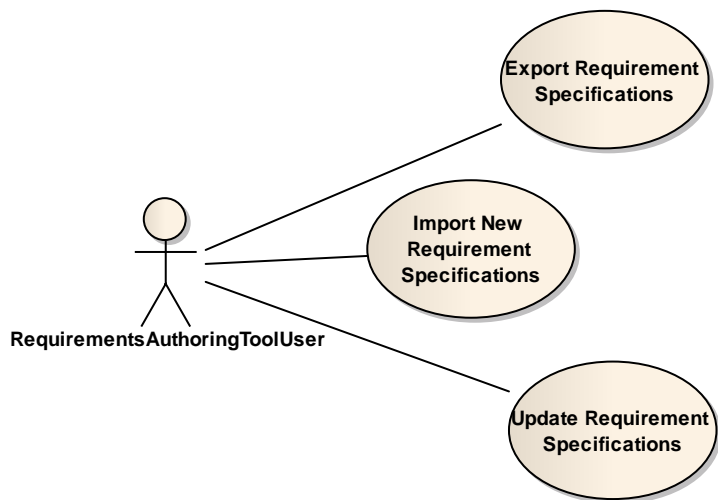 Export Requirement
Specifications
Import New
Requirement
Specifications
RequirementsAuthoringToolUser
Update Requirement
Specifications